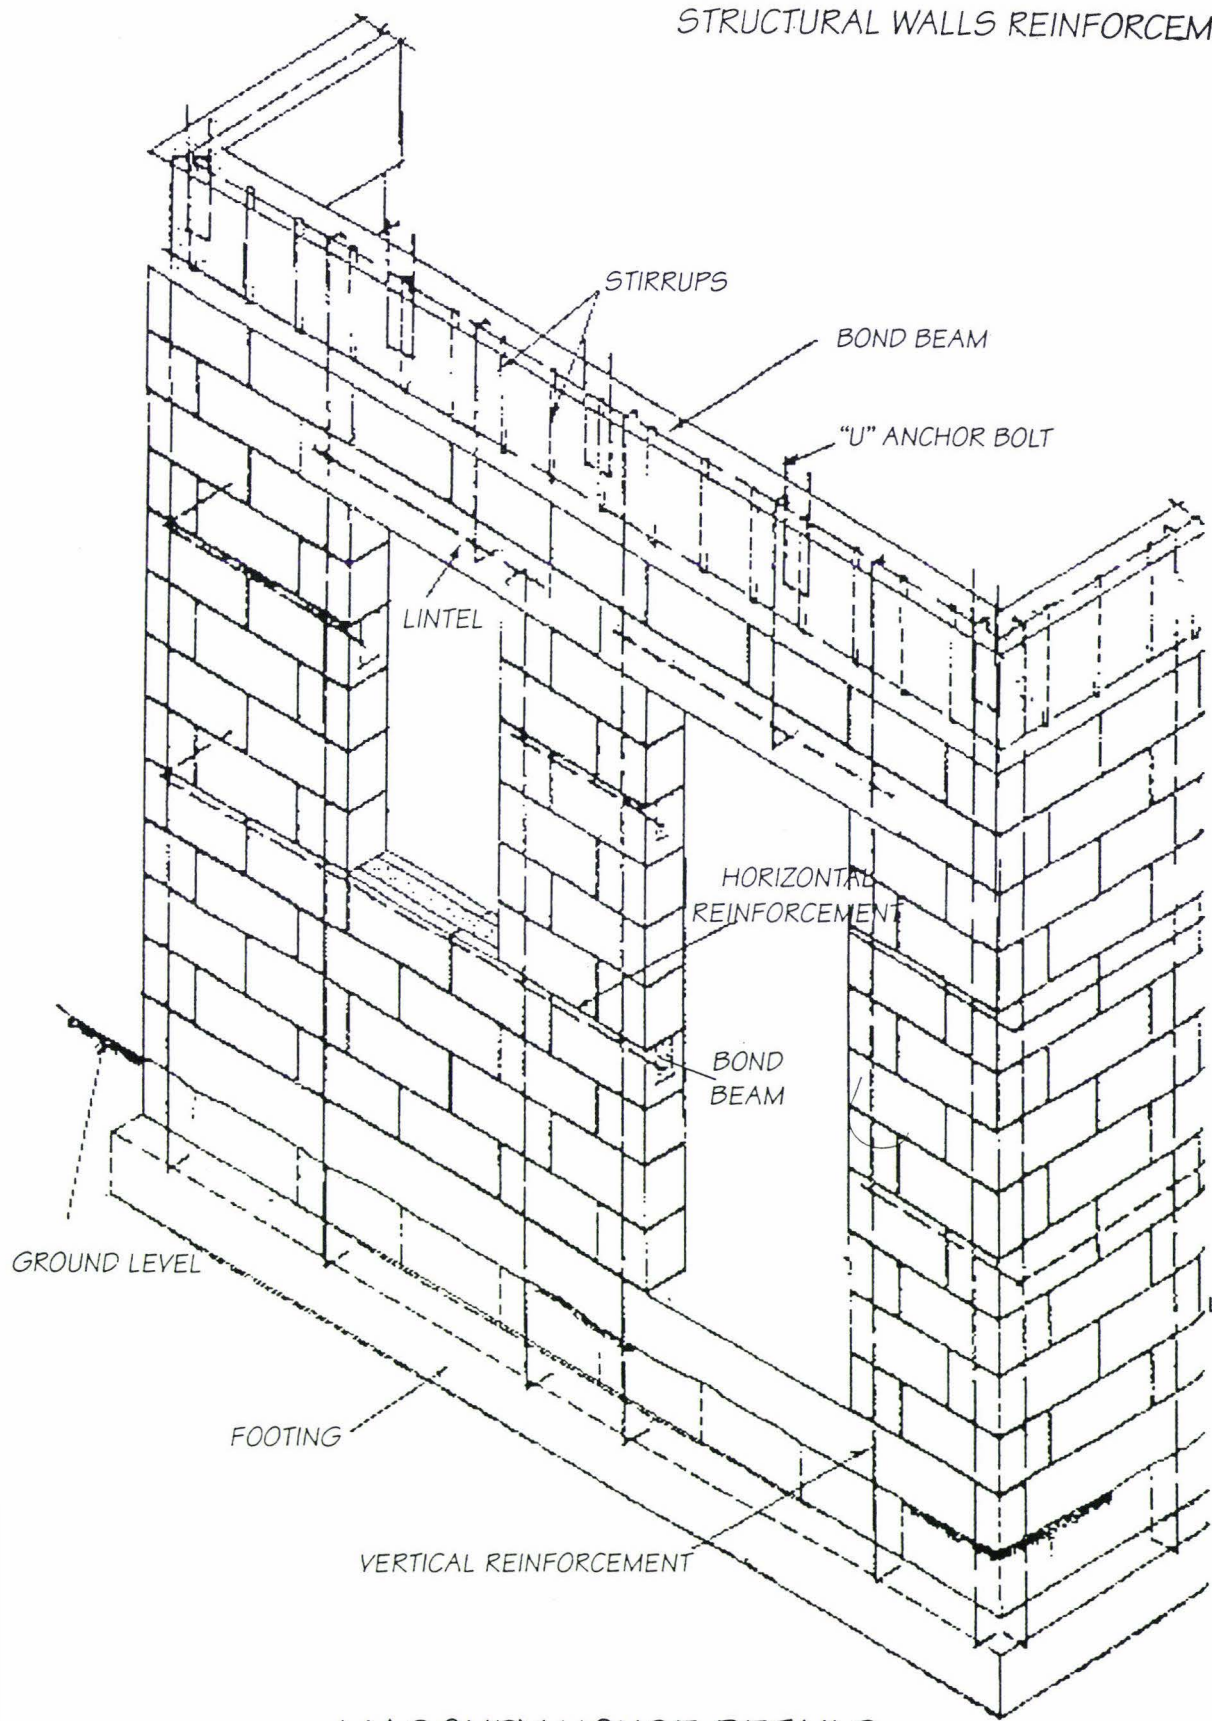 STRUCTURAL WALLS REINFORCEM
STIRRUPS
BOND BEAM
"U" ANCHOR BOLT
LINTEL
HORIZONTAL
REINFORCEMENT
BOND
BEAM
GROUND LEVEL
FOOTING
VERTICAL REINFORCEMENT